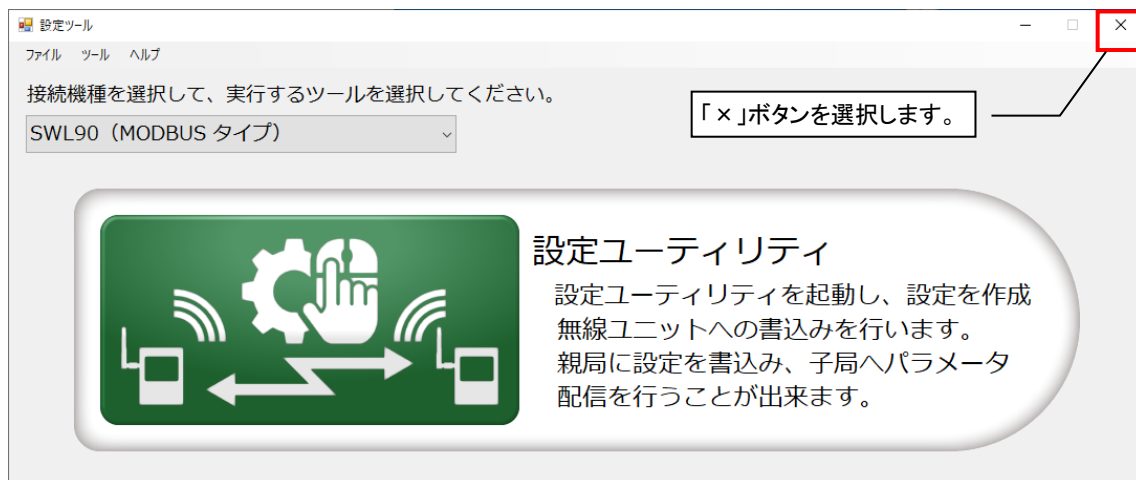 設定ツール
ファイル ツール ヘルプ
接続機種を選択して、実行するツールを選択してください。
SWL90（MODBUS タイプ）
「×」ボタンを選択します。
設定ユーティリティ
設定ユーティリティを起動し、設定を作成
無線ユニットへの書込みを行います。
親局に設定を書込み、子局へパラメータ
配信を行うことが出来ます。